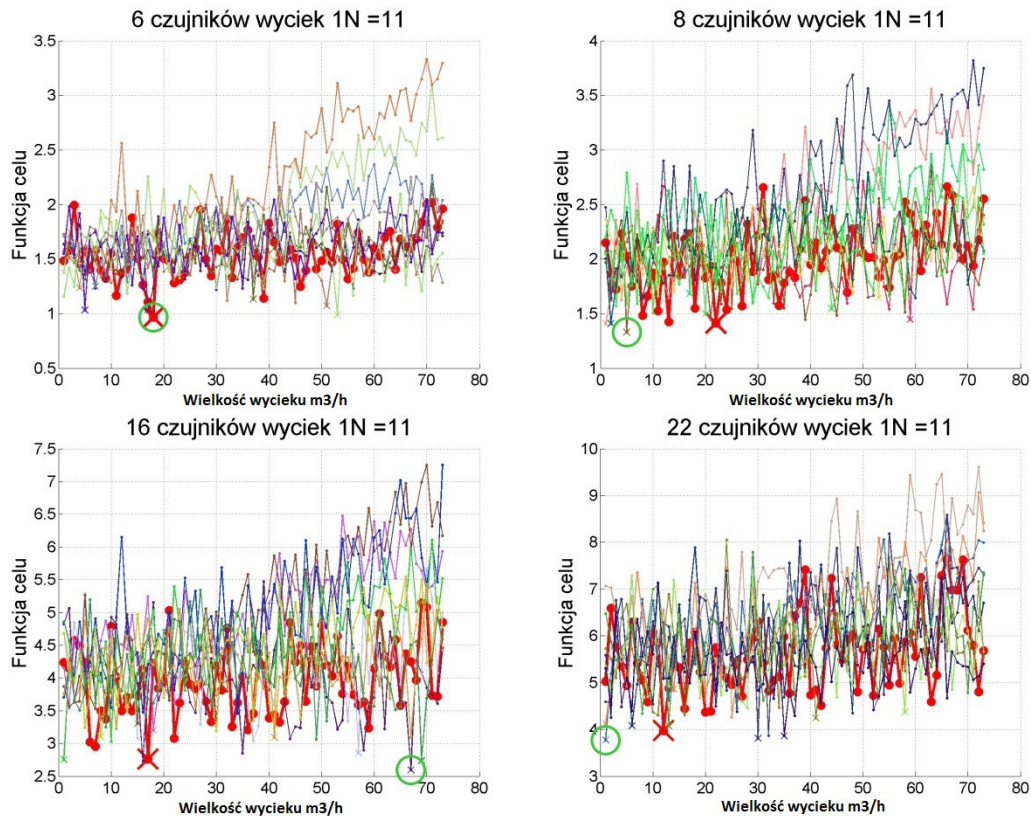 6 czujników wyciek 1N =11
3.5
3
2.5
2
1.5
1
0.5
Funkcja celu
0 10 20 30 40 50 60 70 80
Wielkość wycieku m3/h
8 czujników wyciek 1N =11
4
3.5
3
2.5
2
1.5
1
Funkcja celu
0 10 20 30 40 50 60 70 80
Wielkość wycieku m3/h
16 czujników wyciek 1N =11
7.5
7
6.5
6
5.5
5
4.5
4
3.5
3
2.5
Funkcja celu
0 10 20 30 40 50 60 70 80
Wielkość wycieku m3/h
22 czujników wyciek 1N =11
10
9
8
7
6
5
4
3
Funkcja celu
0 10 20 30 40 50 60 70 80
Wielkość wycieku m3/h